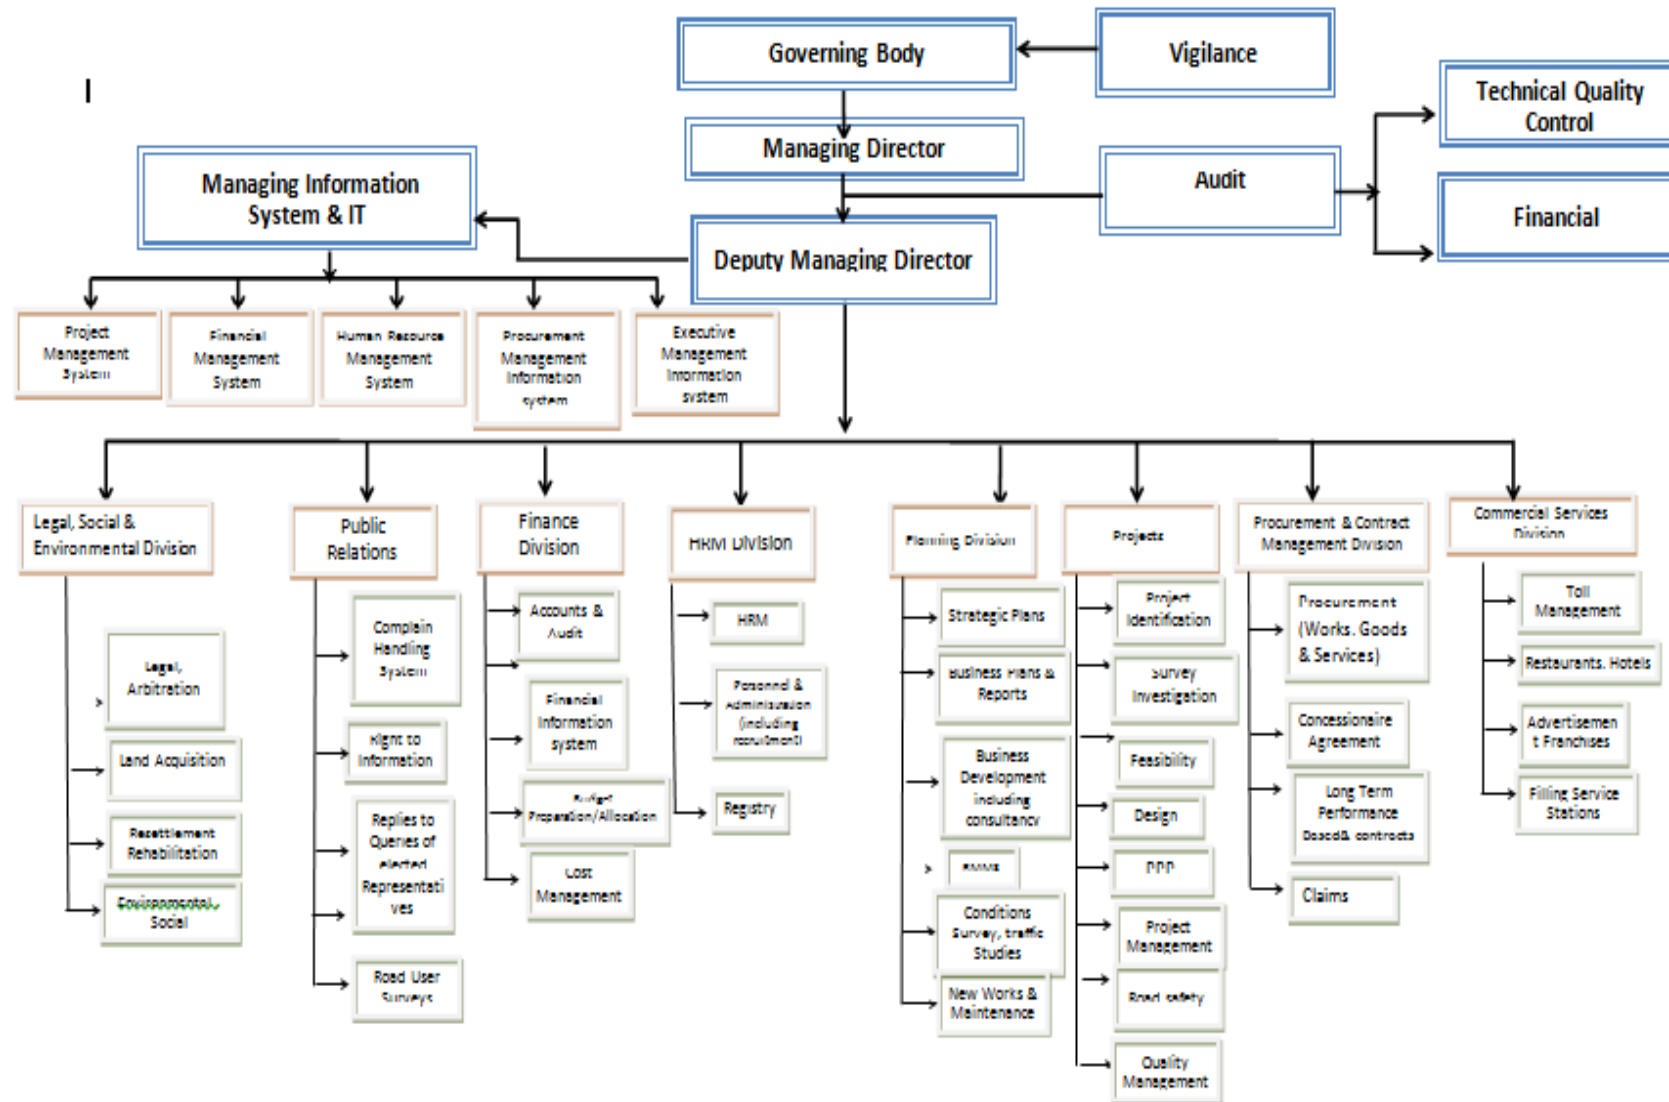 Governing Body
Vigilance
Technical Quality
Control
Managing Director
Audit
Managing Information
System & IT
Financial
Deputy Managing Director
Project
Management
System
Financial
Management
System
Human Resource
Management
System
Procurement
Management
Information
system
Executive
Management
Information
system
Legal, Social &
Environmental Division
Public
Relations
Finance
Division
HRM Division
Planning Division
Projects
Procurement & Contract
Management Division
Commercial Services
Division
Legal,
Arbitration
Land Acquisition
Resettlement
Rehabilitation
Environmental
Social
Complain
Handling
System
Right to
Information
Replies to
Queries of
elected
Representati
ves
Road User
Surveys
Accounts &
Audit
Financial
Information
system
Budget
Preparation/Allocation
Cost
Management
HRM
Personnel &
Administration
(including
recruitment)
Registry
Strategic Plans
Business Plans &
Reports
Business
Development
including
consultancy
Conditions
Survey, traffic
Studies
New Works &
Maintenance
Project
Identification
Survey
Investigation
Feasibility
Design
PPP
Project
Management
Road safety
Quality
Management
Procurement
(Works. Goods
& Services)
Concessionaire
Agreement
Long Term
Performance
Based& contracts
Claims
Toll
Management
Restaurants. Hotels
Advertisemen
t Franchises
Filling Service
Stations